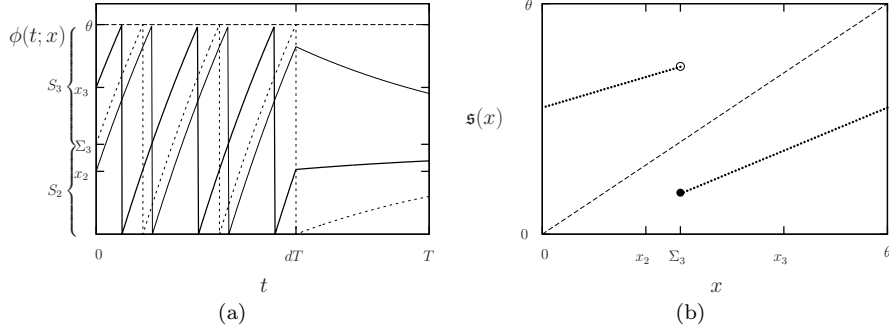 θ
ϕ(t; x)
S₃
x₃
Σ₃
x₂
S₂
0
dT
T
t
(a)
θ
𝔰(x)
0
0
x₂
Σ₃
x₃
θ
x
(b)